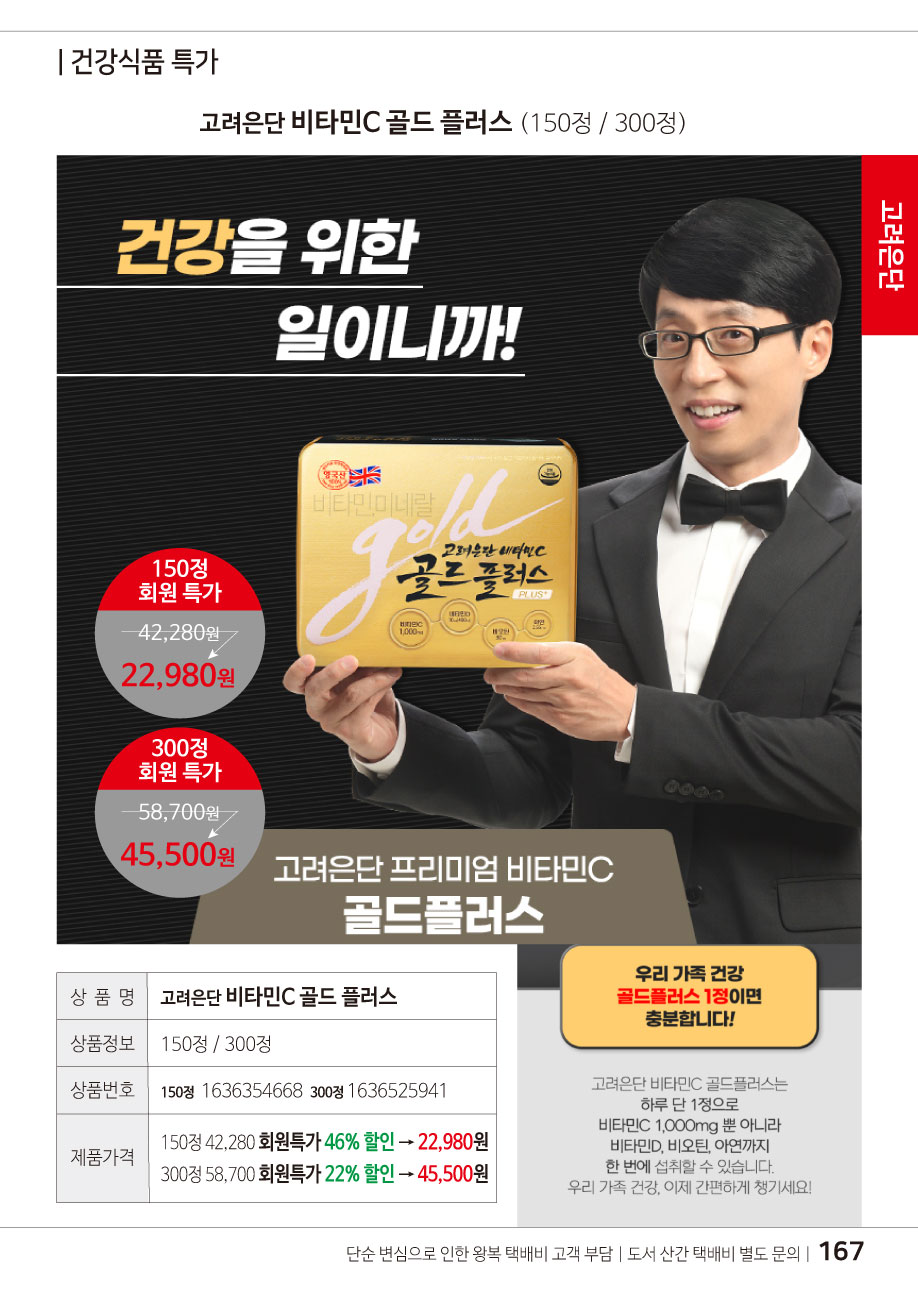 | 건강식품 특가
고려은단 비타민C 골드 플러스 (150정 / 300정)
고려은단
건강을 위한
일이니까!
영국산
비타민미네랄
gold
고려은단 비타민C
골드 플러스
PLUS+
비타민C
1,000mg
비타민D
비오틴
아연
150정
회원 특가
42,280원
22,980원
300정
회원 특가
58,700원
45,500원
고려은단 프리미엄 비타민C
골드플러스
상 품 명 고려은단 비타민C 골드 플러스
상품정보 150정 / 300정
상품번호 150정 1636354668 300정 1636525941
제품가격
150정 42,280 회원특가 46% 할인 → 22,980원
300정 58,700 회원특가 22% 할인 → 45,500원
우리 가족 건강
골드플러스 1정이면
충분합니다!
고려은단 비타민C 골드플러스는
하루 단 1정으로
비타민C 1,000mg 뿐 아니라
비타민D, 비오틴, 아연까지
한 번에 섭취할 수 있습니다.
우리 가족 건강, 이제 간편하게 챙기세요!
단순 변심으로 인한 왕복 택배비 고객 부담 | 도서 산간 택배비 별도 문의 | 167